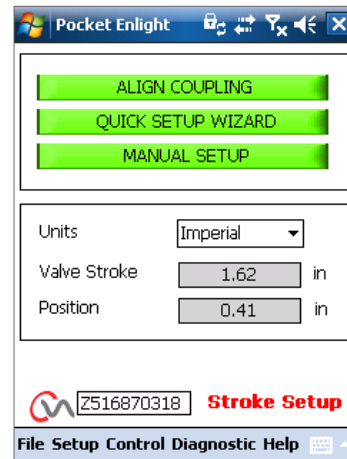 Pocket Enlight
ALIGN COUPLING
QUICK SETUP WIZARD
MANUAL SETUP
Units Imperial
Valve Stroke 1.62 in
Position 0.41 in
Z516870318 Stroke Setup
File Setup Control Diagnostic Help